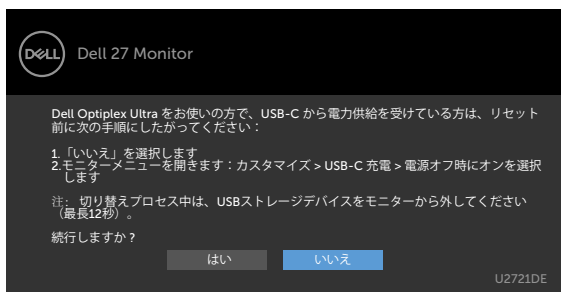 DELL
Dell 27 Monitor
Dell Optiplex Ultra をお使いの方で、USB-C から電力供給を受けている方は、リセット
前に次の手順にしたがってください：
1.「いいえ」を選択します
2.モニターメニューを開きます：カスタマイズ > USB-C 充電 > 電源オフ時にオンを選択
します
注: 切り替えプロセス中は、USBストレージデバイスをモニターから外してください
（最長12秒）。
続行しますか ?
はい いいえ
U2721DE